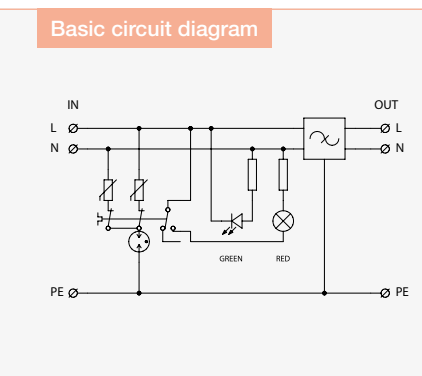 Basic circuit diagram
IN OUT
L L
N N
GREEN RED
PE PE